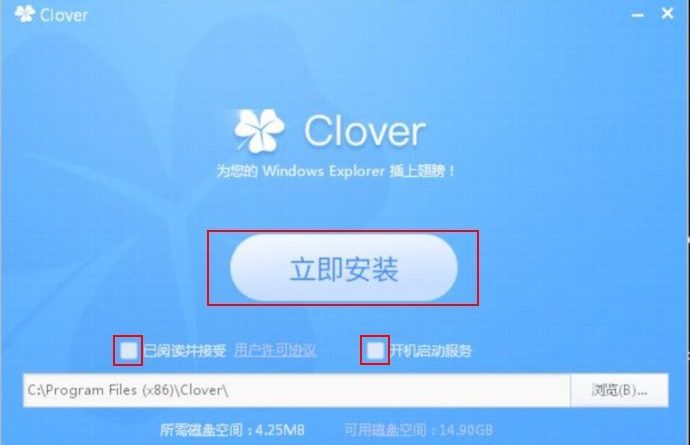 Clover
Clover
为您的 Windows Explorer 插上翅膀！
立即安装
已阅读并接受 用户许可协议 开机启动服务
C:\Program Files (x86)\Clover\ 浏览(B)...
所需磁盘空间：4.25MB 可用磁盘空间：14.90GB